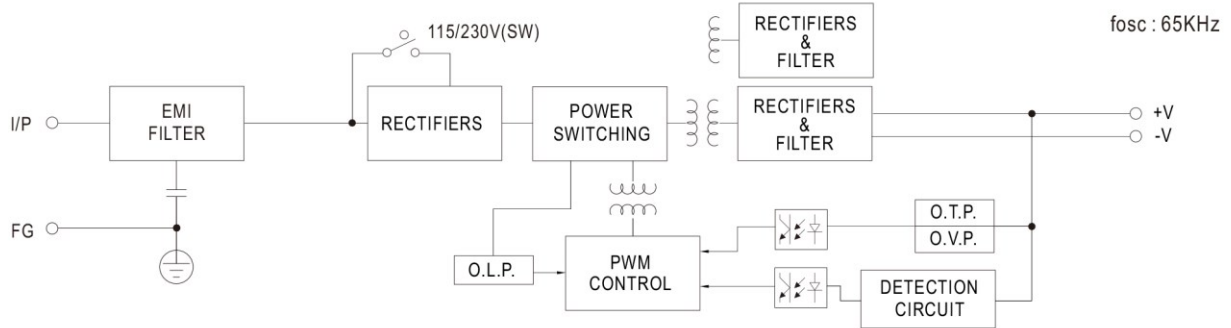 115/230V(SW)
RECTIFIERS
&
FILTER
fosc : 65KHz
I/P
EMI
FILTER
RECTIFIERS
POWER
SWITCHING
RECTIFIERS
&
FILTER
+V
-V
FG
O.L.P.
PWM
CONTROL
O.T.P.
O.V.P.
DETECTION
CIRCUIT